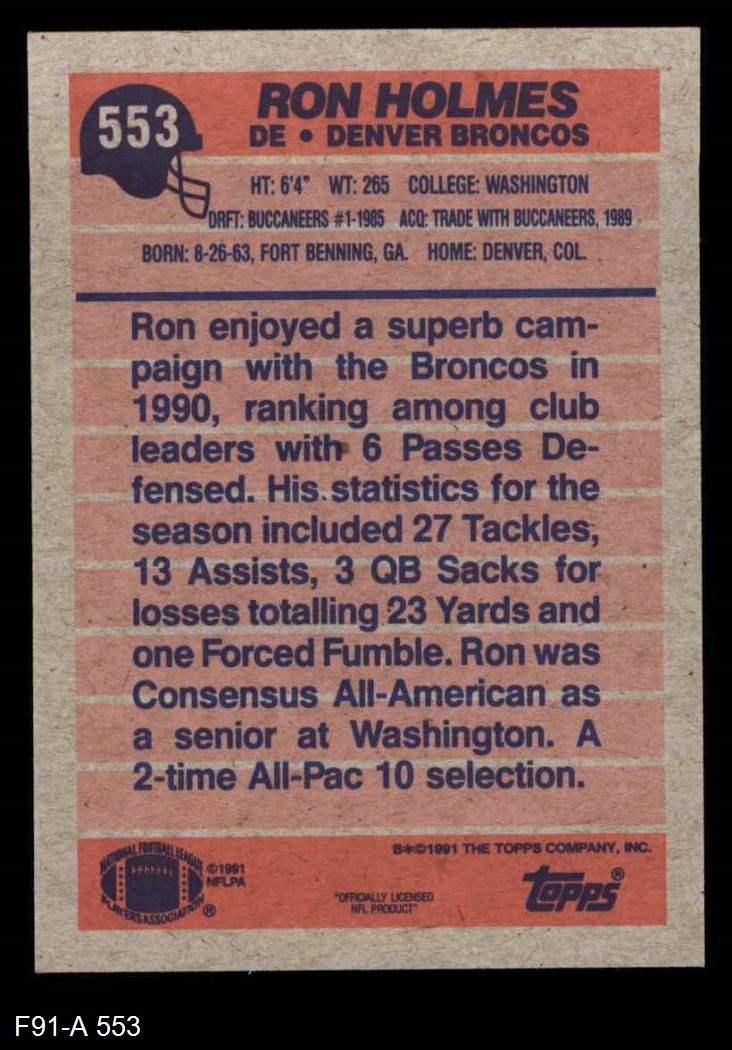 553
RON HOLMES
DE • DENVER BRONCOS
HT: 6'4" WT: 265 COLLEGE: WASHINGTON
DRFT: BUCCANEERS #1-1985 ACQ: TRADE WITH BUCCANEERS, 1989
BORN: 8-26-63, FORT BENNING, GA. HOME: DENVER, COL.
Ron enjoyed a superb cam-
paign with the Broncos in
1990, ranking among club
leaders with 6 Passes De-
fensed. His statistics for the
season included 27 Tackles,
13 Assists, 3 QB Sacks for
losses totalling 23 Yards and
one Forced Fumble. Ron was
Consensus All-American as
a senior at Washington. A
2-time All-Pac 10 selection.
NATIONAL FOOTBALL LEAGUE
PLAYERS ASSOCIATION ®
©1991
NFLPA
"OFFICIALLY LICENSED
NFL PRODUCT"
B*©1991 THE TOPPS COMPANY, INC.
topps®
F91-A 553